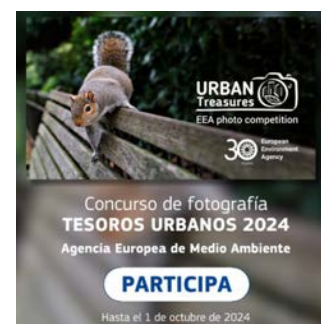 URBAN
Treasures
EEA photo competition
30
European
Environment
Agency
Concurso de fotografía
TESOROS URBANOS 2024
Agencia Europea de Medio Ambiente
PARTICIPA
Hasta el 1 de octubre de 2024